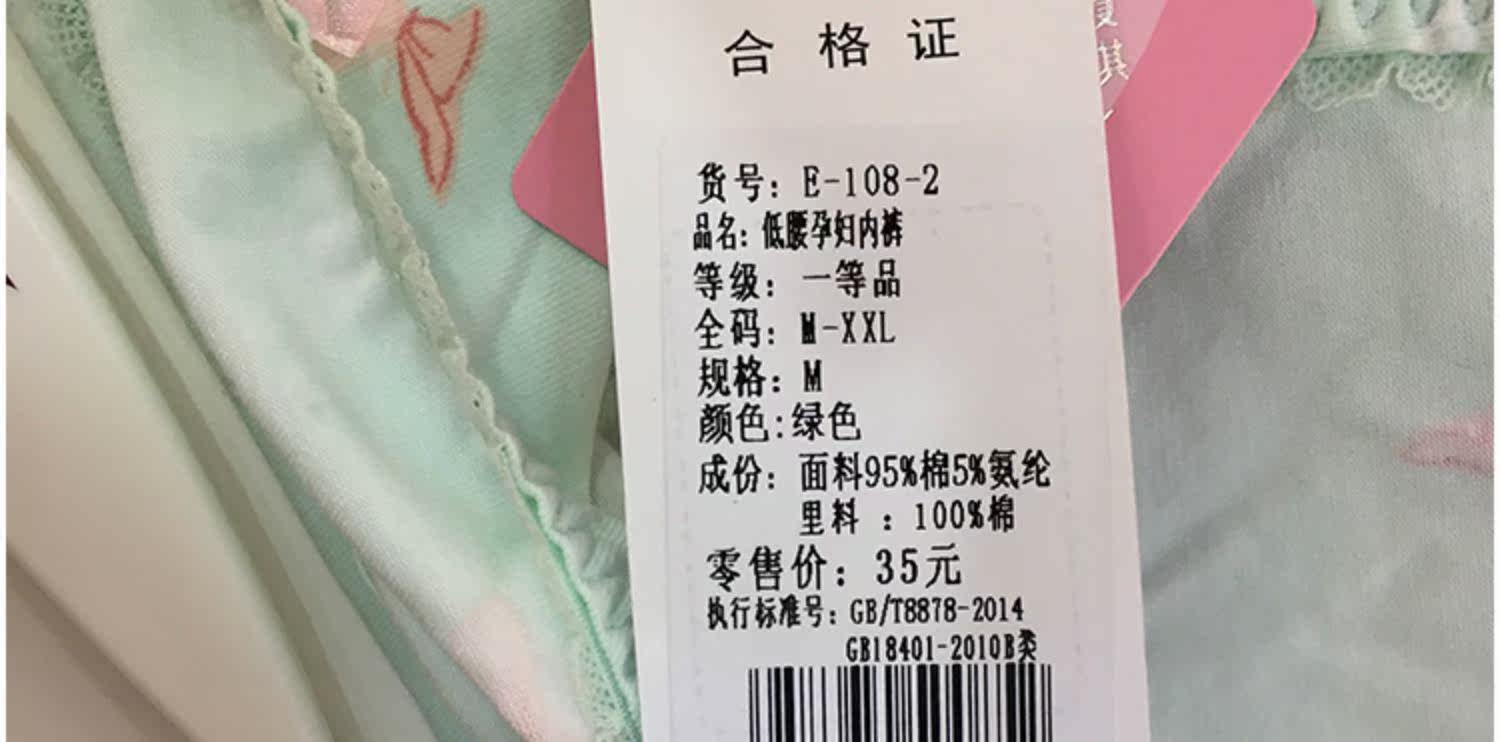 合格证
货号：E-108-2
品名：低腰孕妇内裤
等级：一等品
全码：M-XXL
规格：M
颜色:绿色
成份：面料95%棉5%氨纶
里料 ：100%棉
零售价：35元
执行标准号：GB/T8878-2014
GB18401-2010B类
琪